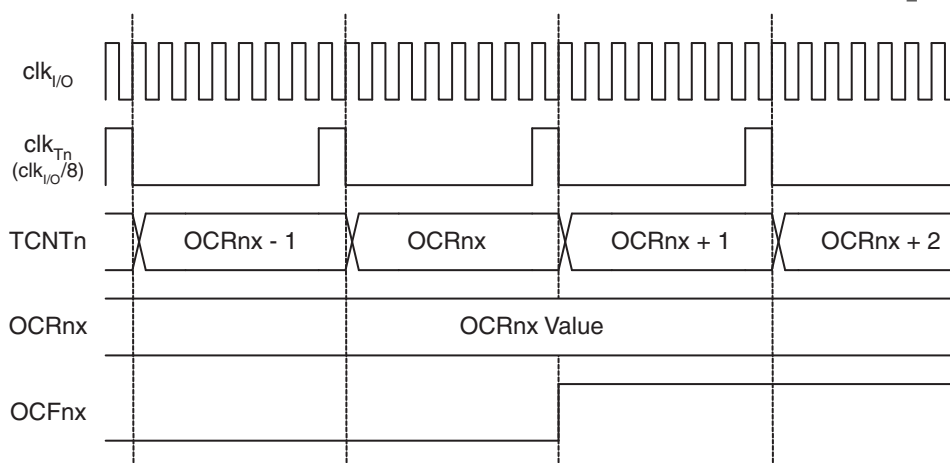 clkI/O
clkTn
(clkI/O/8)
TCNTn
OCRnx - 1
OCRnx
OCRnx + 1
OCRnx + 2
OCRnx
OCRnx Value
OCFnx